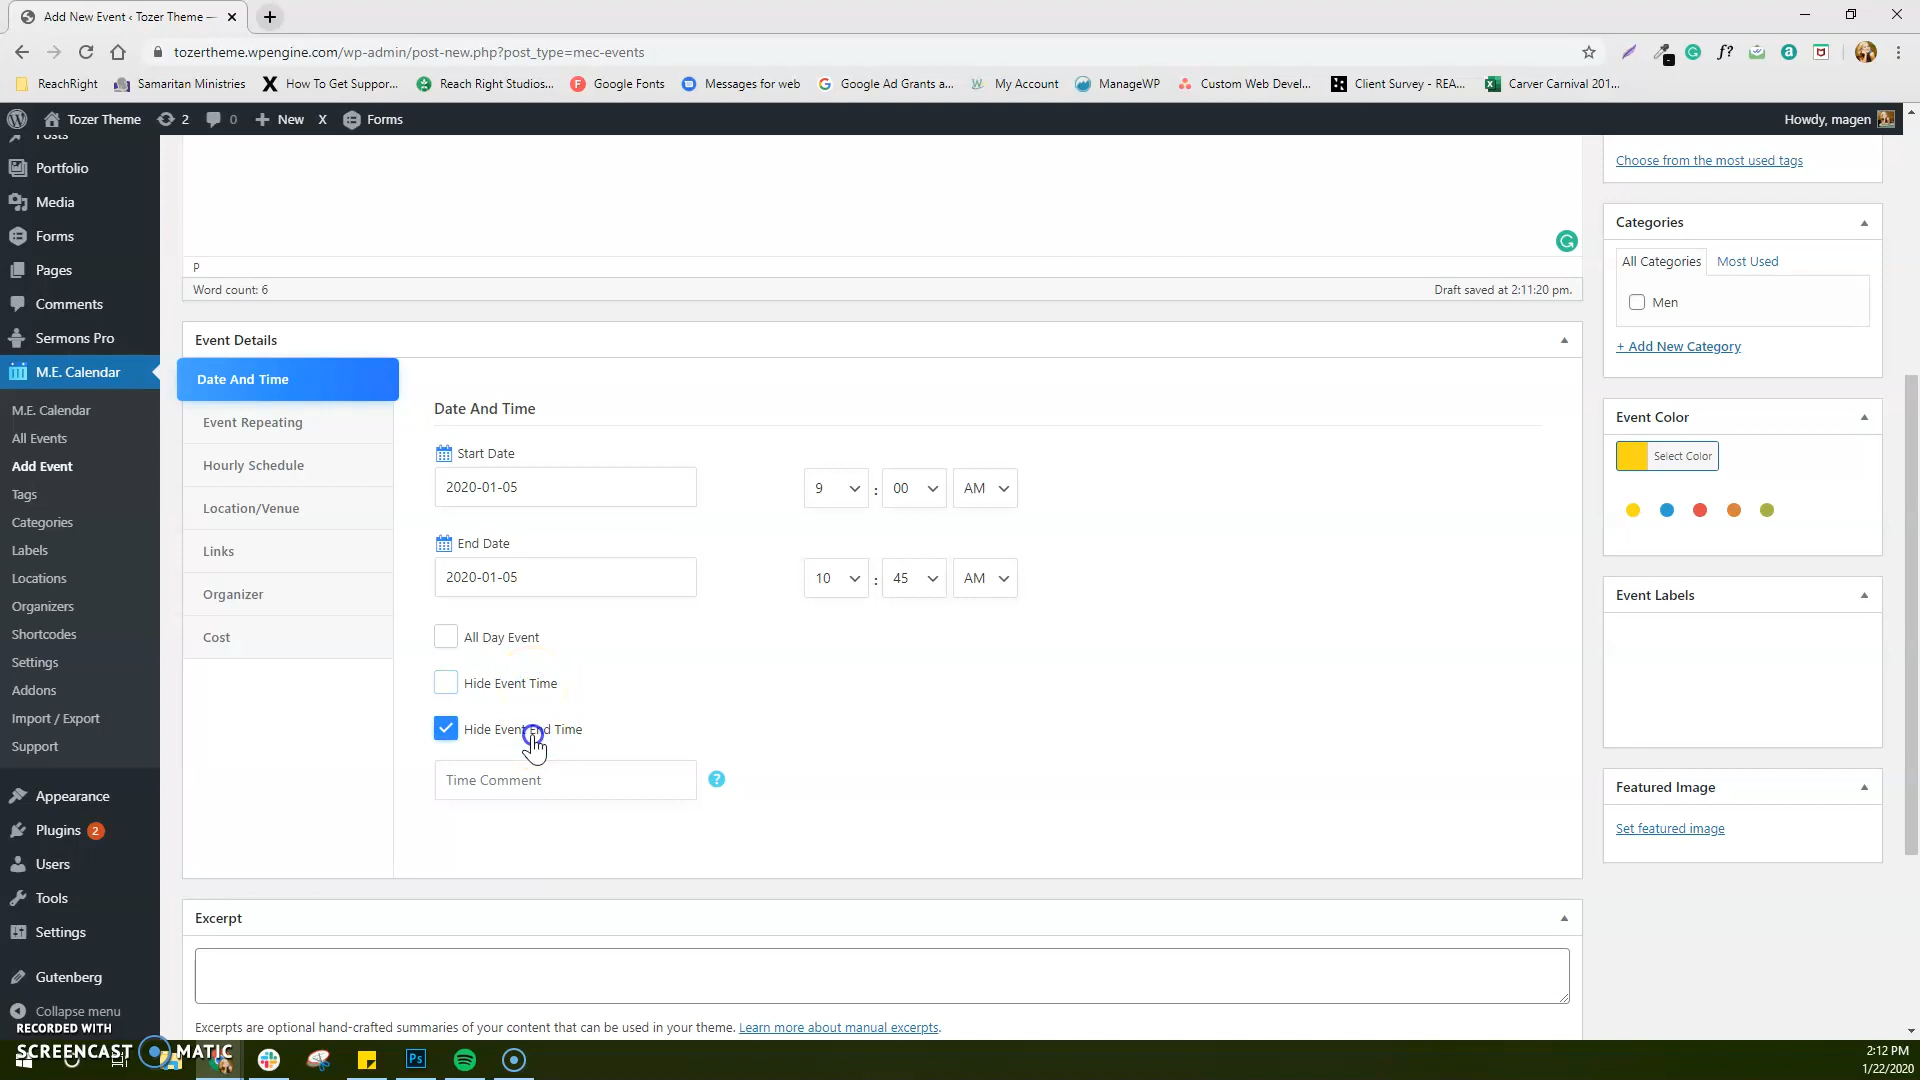 Add New Event ‹ Tozer Theme —
tozertheme.wpengine.com/wp-admin/post-new.php?post_type=mec-events
f?
ReachRight
Samaritan Ministries
How To Get Suppor...
Reach Right Studios...
Google Fonts
Messages for web
Google Ad Grants a...
My Account
ManageWP
Custom Web Devel...
Client Survey - REA...
Carver Carnival 201...
Tozer Theme
2
0
New
X
Forms
Howdy, magen
Posts
Portfolio
Media
Forms
Pages
Comments
Sermons Pro
M.E. Calendar
M.E. Calendar
All Events
Add Event
Tags
Categories
Labels
Locations
Organizers
Shortcodes
Settings
Addons
Import / Export
Support
Appearance
Plugins 2
Users
Tools
Settings
Gutenberg
Collapse menu
P
Word count: 6
Draft saved at 2:11:20 pm.
Event Details
Date And Time
Event Repeating
Hourly Schedule
Location/Venue
Links
Organizer
Cost
Date And Time
Start Date
2020-01-05
9 : 00 AM
End Date
2020-01-05
10 : 45 AM
All Day Event
Hide Event Time
Hide Event End Time
Time Comment
?
Excerpt
Excerpts are optional hand-crafted summaries of your content that can be used in your theme. Learn more about manual excerpts.
Choose from the most used tags
Categories
All Categories
Most Used
Men
+ Add New Category
Event Color
Select Color
Event Labels
Featured Image
Set featured image
RECORDED WITH
SCREENCAST MATIC
Ps
2:12 PM
1/22/2020